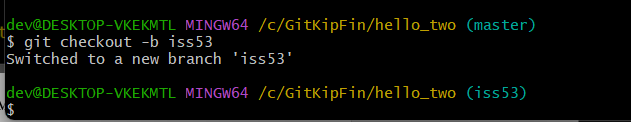 dev@DESKTOP-VKEKMTL MINGW64 /c/GitKipFin/hello_two (master)
$ git checkout -b iss53
Switched to a new branch 'iss53'
dev@DESKTOP-VKEKMTL MINGW64 /c/GitKipFin/hello_two (iss53)
$